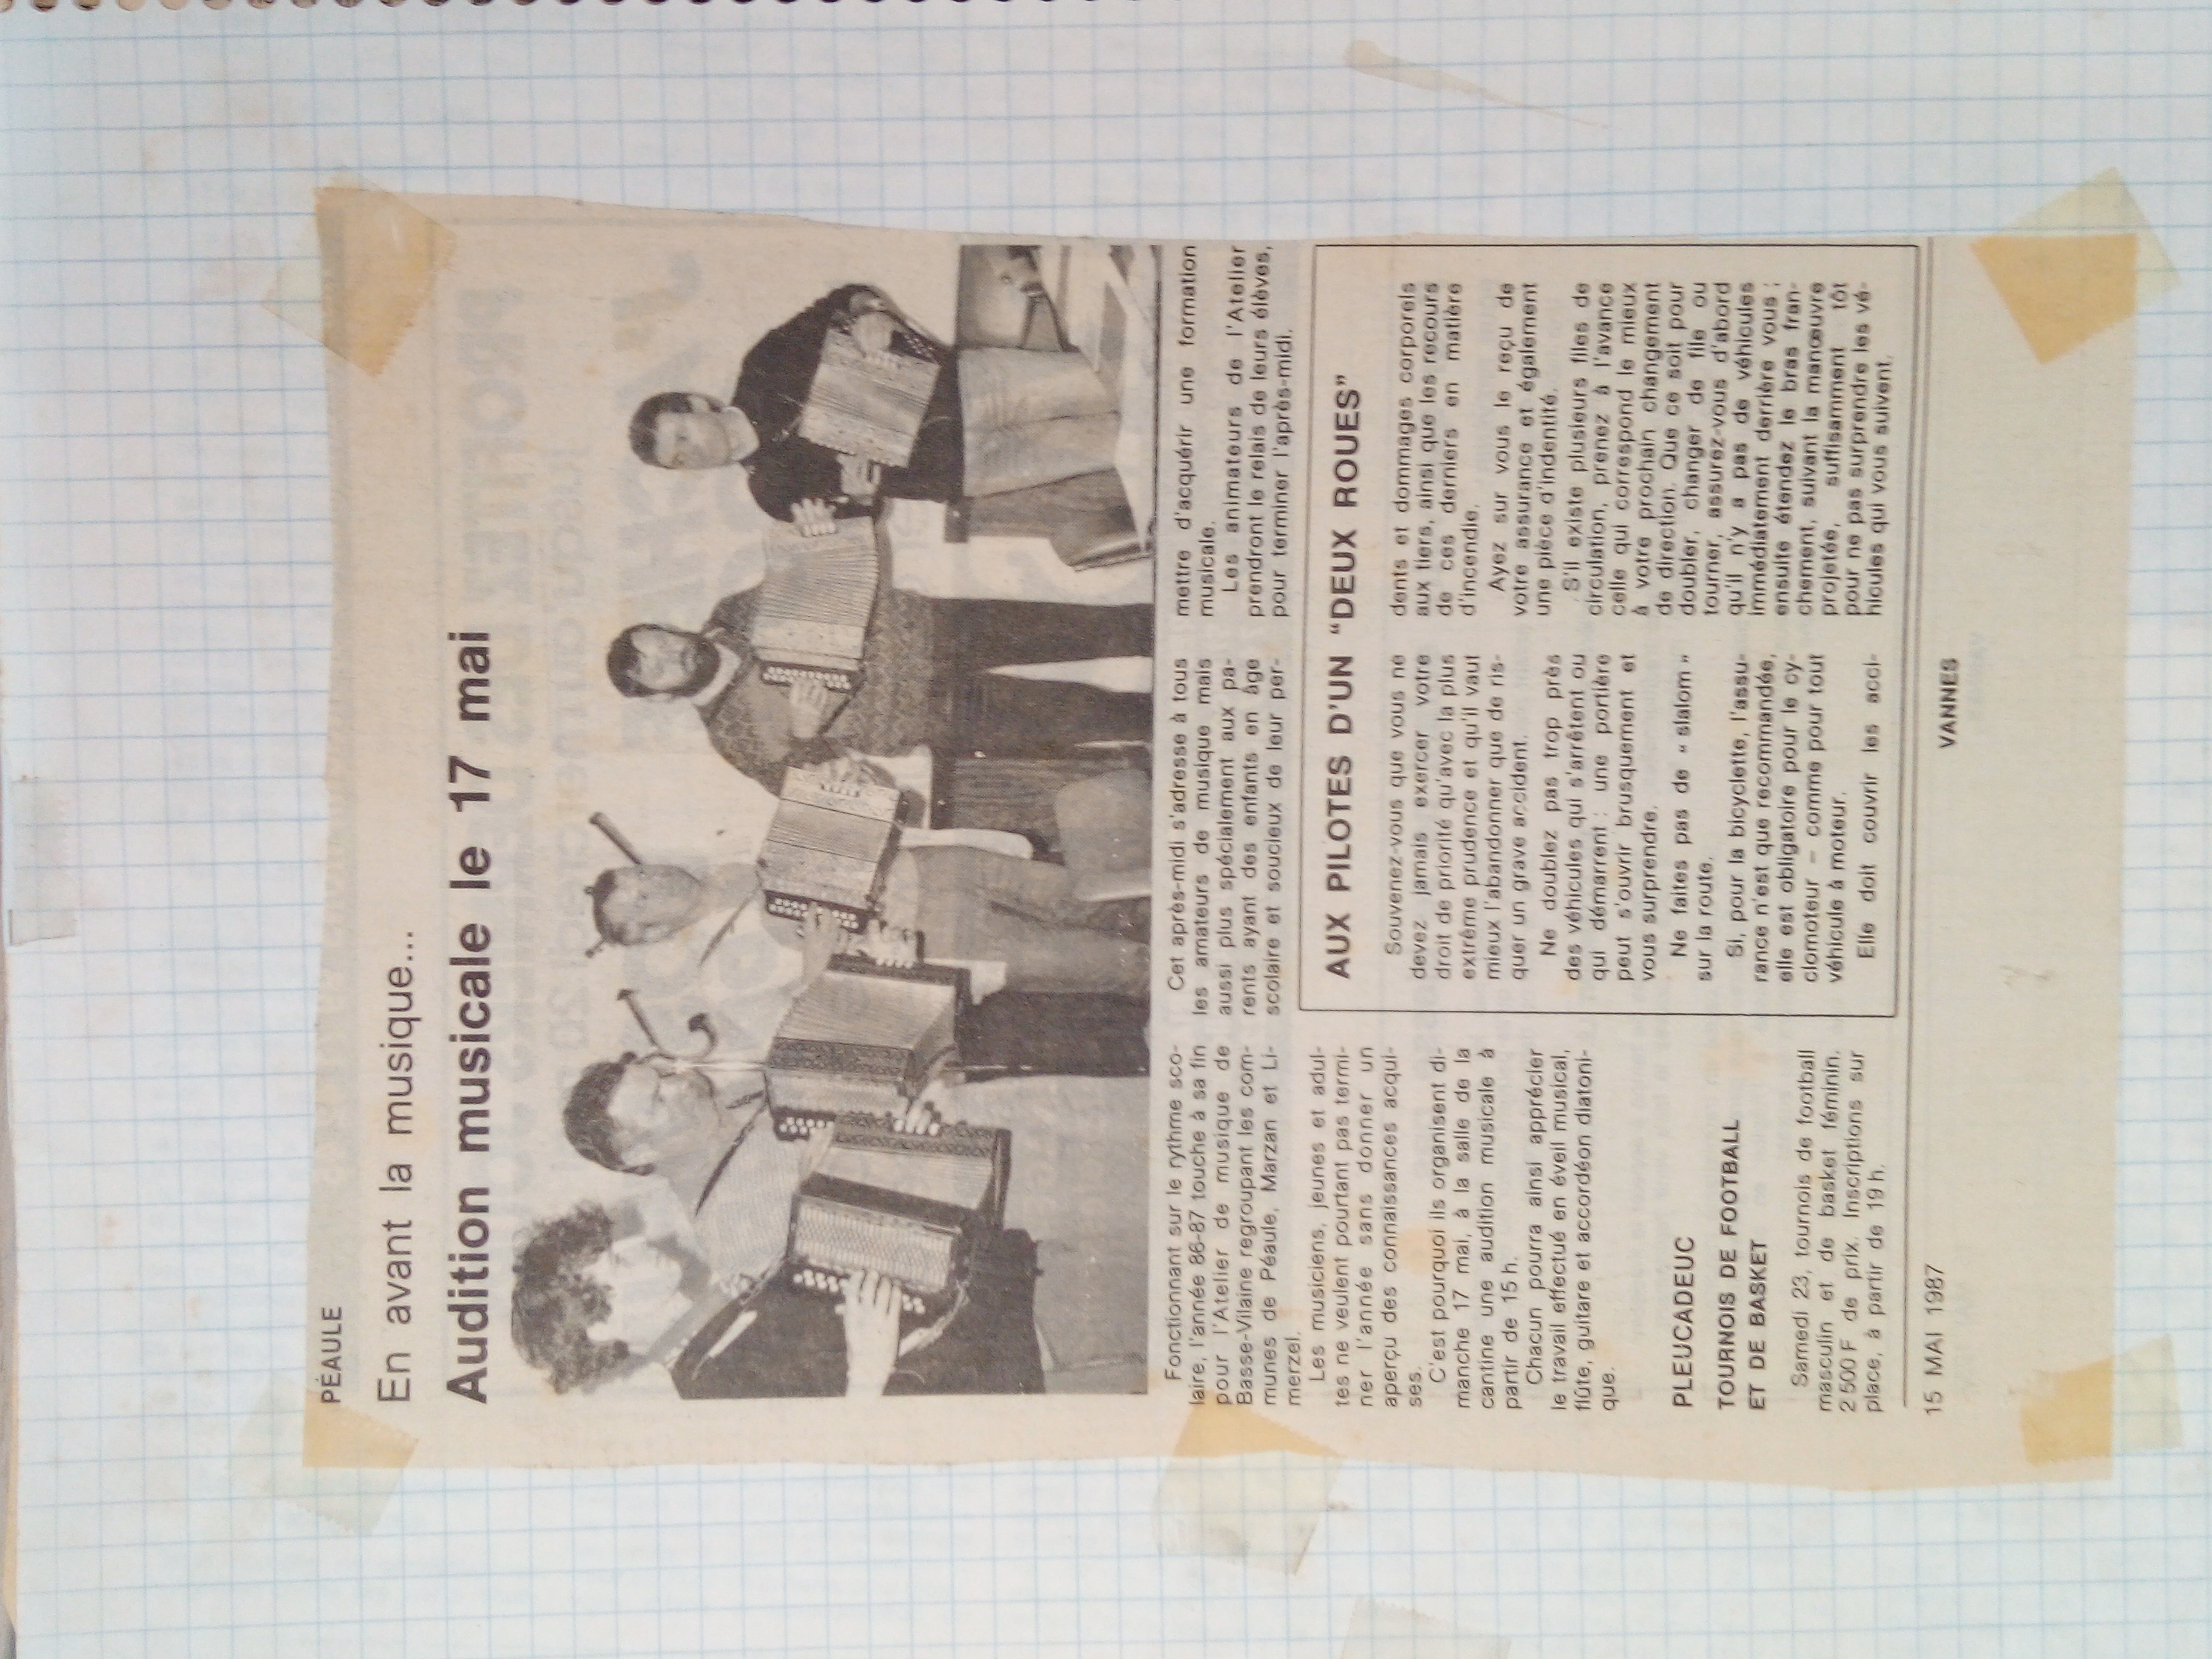 PÉAULE
En avant la musique...
Audition musicale le 17 mai
Fonctionnant sur le rythme sco-
laire, l'année 86-87 touche à sa fin
pour l'Atelier de musique de
Basse-Vilaine regroupant les com-
munes de Péaule, Marzan et Li-
merzel.
Les musiciens, jeunes et adul-
tes ne veulent pourtant pas termi-
ner l'année sans donner un
aperçu des connaissances acqui-
ses.
C'est pourquoi ils organisent di-
manche 17 mai, à la salle de la
cantine une audition musicale à
partir de 15 h.
Chacun pourra ainsi apprécier
le travail effectué en éveil musical,
flûte, guitare et accordéon diatoni-
que.
Cet après-midi s'adresse à tous
les amateurs de musique mais
aussi plus spécialement aux pa-
rents ayant des enfants en âge
scolaire et soucieux de leur per-
mettre d'acquérir une formation
musicale.
Les animateurs de l'Atelier
prendront le relais de leurs élèves,
pour terminer l'après-midi.
PLEUCADEUC
TOURNOIS DE FOOTBALL
ET DE BASKET
Samedi 23, tournois de football
masculin et de basket féminin.
2 500 F de prix. Inscriptions sur
place, à partir de 19 h.
AUX PILOTES D'UN "DEUX ROUES"
Souvenez-vous que vous ne
devez jamais exercer votre
droit de priorité qu'avec la plus
extrême prudence et qu'il vaut
mieux l'abandonner que de ris-
quer un grave accident.
Ne doublez pas trop près
des véhicules qui s'arrêtent ou
qui démarrent : une portière
peut s'ouvrir brusquement et
vous surprendre.
Ne faites pas de « slalom »
sur la route.
Si, pour la bicyclette, l'assu-
rance n'est que recommandée,
elle est obligatoire pour le cy-
clomoteur – comme pour tout
véhicule à moteur.
Elle doit couvrir les acci-
dents et dommages corporels
aux tiers, ainsi que les recours
de ces derniers en matière
d'incendie.
Ayez sur vous le reçu de
votre assurance et également
une pièce d'indentité.
S'il existe plusieurs files de
circulation, prenez à l'avance
celle qui correspond le mieux
à votre prochain changement
de direction. Que ce soit pour
doubler, changer de file ou
tourner, assurez-vous d'abord
qu'il n'y a pas de véhicules
immédiatement derrière vous ;
ensuite étendez le bras fran-
chement, suivant la manœuvre
projetée, suffisamment tôt
pour ne pas surprendre les vé-
hicules qui vous suivent.
15 MAI 1987
VANNES